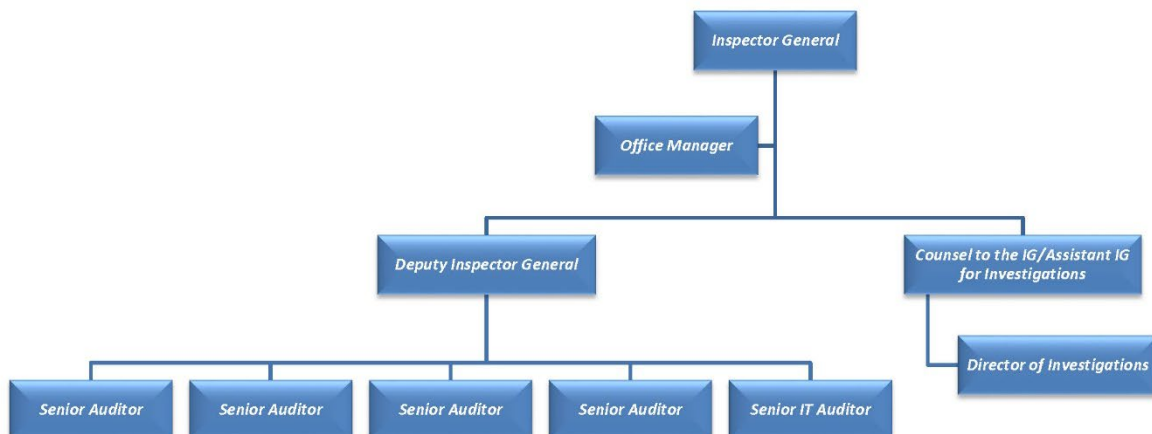 Inspector General
Office Manager
Deputy Inspector General
Counsel to the IG/Assistant IG
for Investigations
Director of Investigations
Senior Auditor
Senior Auditor
Senior Auditor
Senior Auditor
Senior IT Auditor